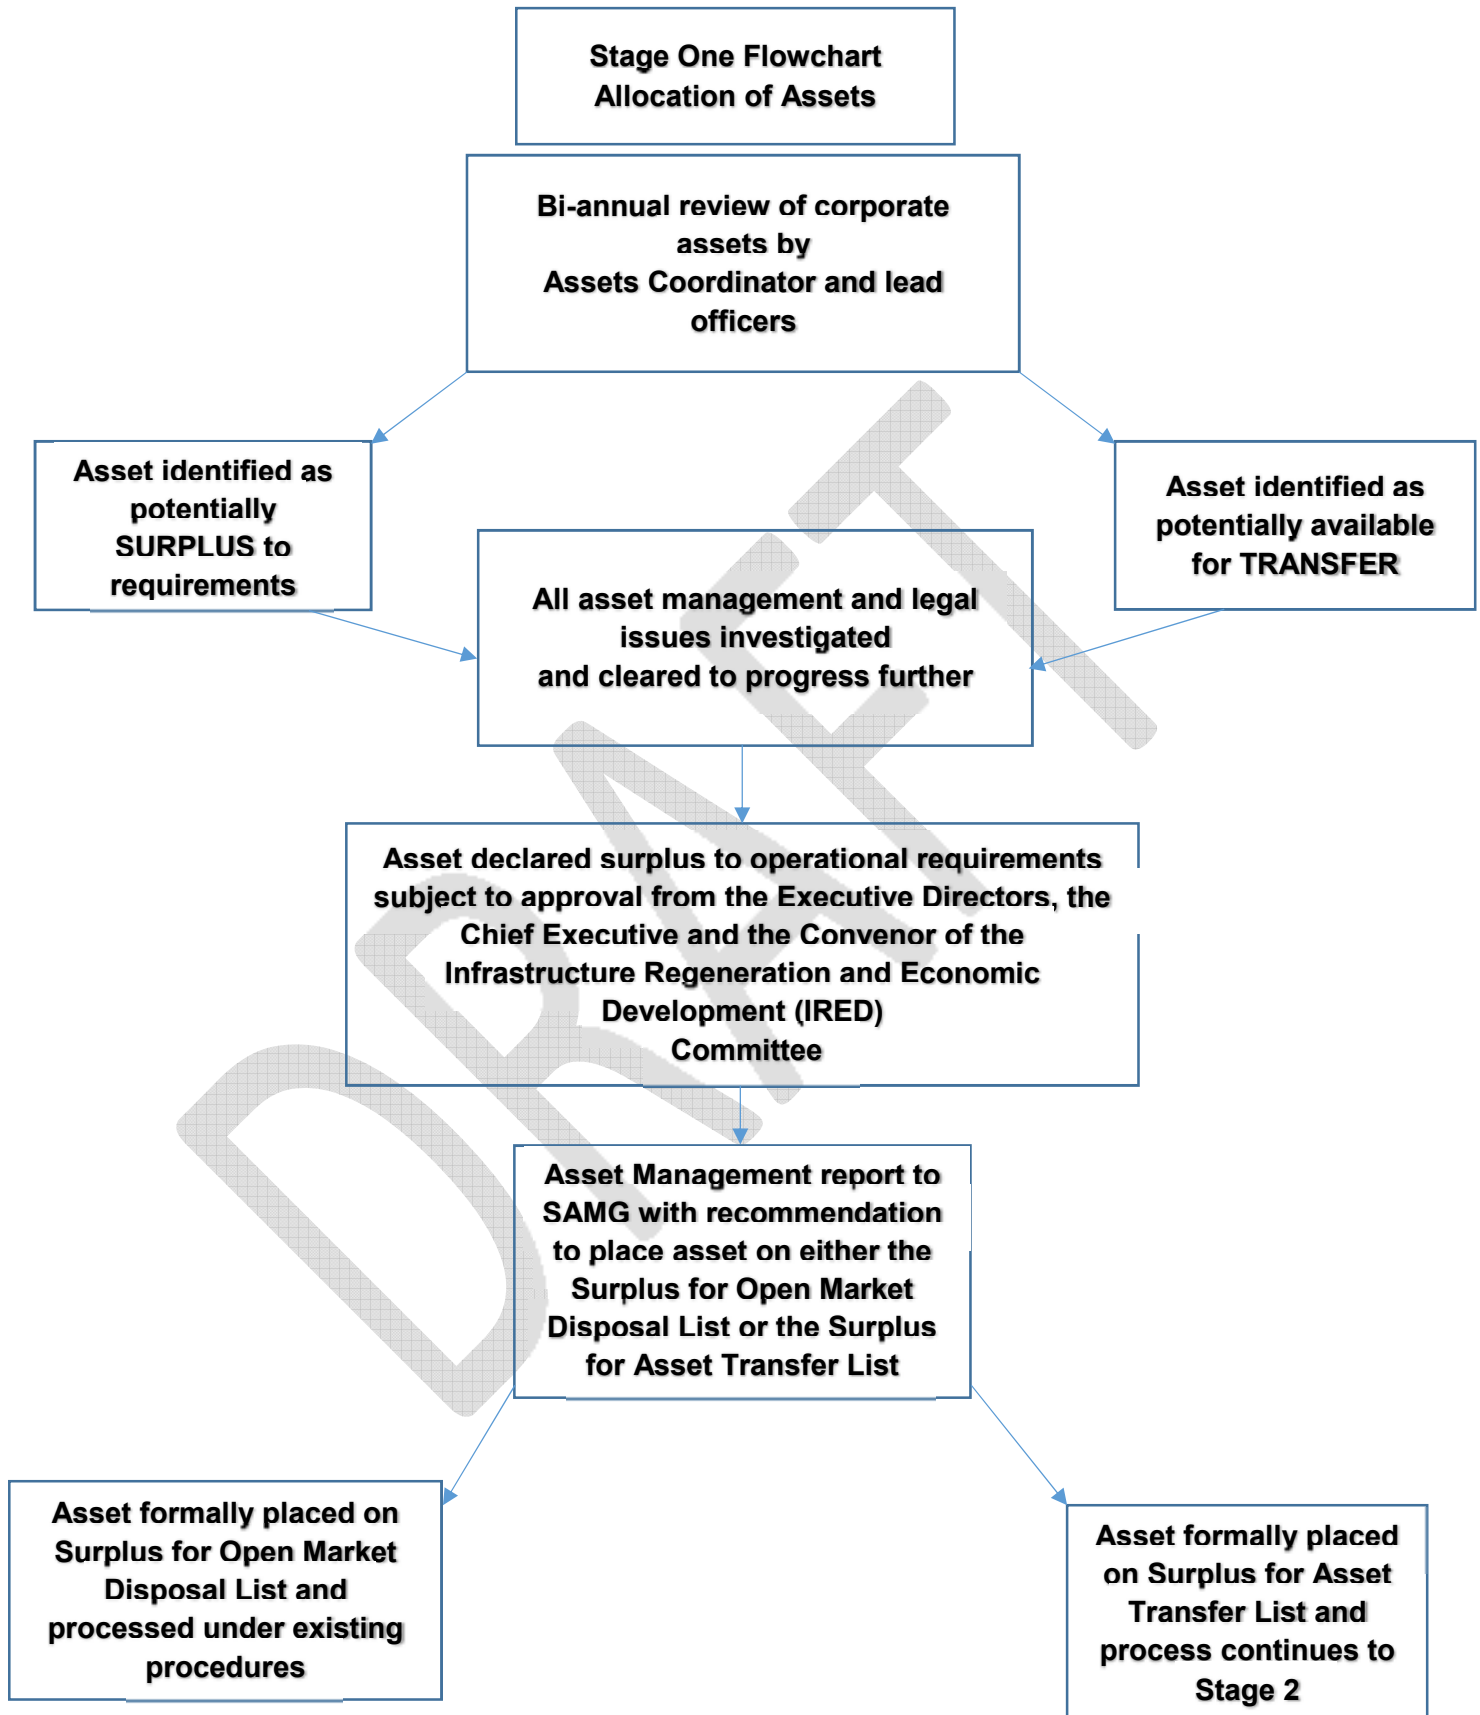 Stage One Flowchart
Allocation of Assets
Bi-annual review of corporate
assets by
Assets Coordinator and lead
officers
Asset identified as
potentially
SURPLUS to
requirements
Asset identified as
potentially available
for TRANSFER
All asset management and legal
issues investigated
and cleared to progress further
Asset declared surplus to operational requirements
subject to approval from the Executive Directors, the
Chief Executive and the Convenor of the
Infrastructure Regeneration and Economic
Development (IRED)
Committee
Asset Management report to
SAMG with recommendation
to place asset on either the
Surplus for Open Market
Disposal List or the Surplus
for Asset Transfer List
Asset formally placed on
Surplus for Open Market
Disposal List and
processed under existing
procedures
Asset formally placed
on Surplus for Asset
Transfer List and
process continues to
Stage 2
DRAFT